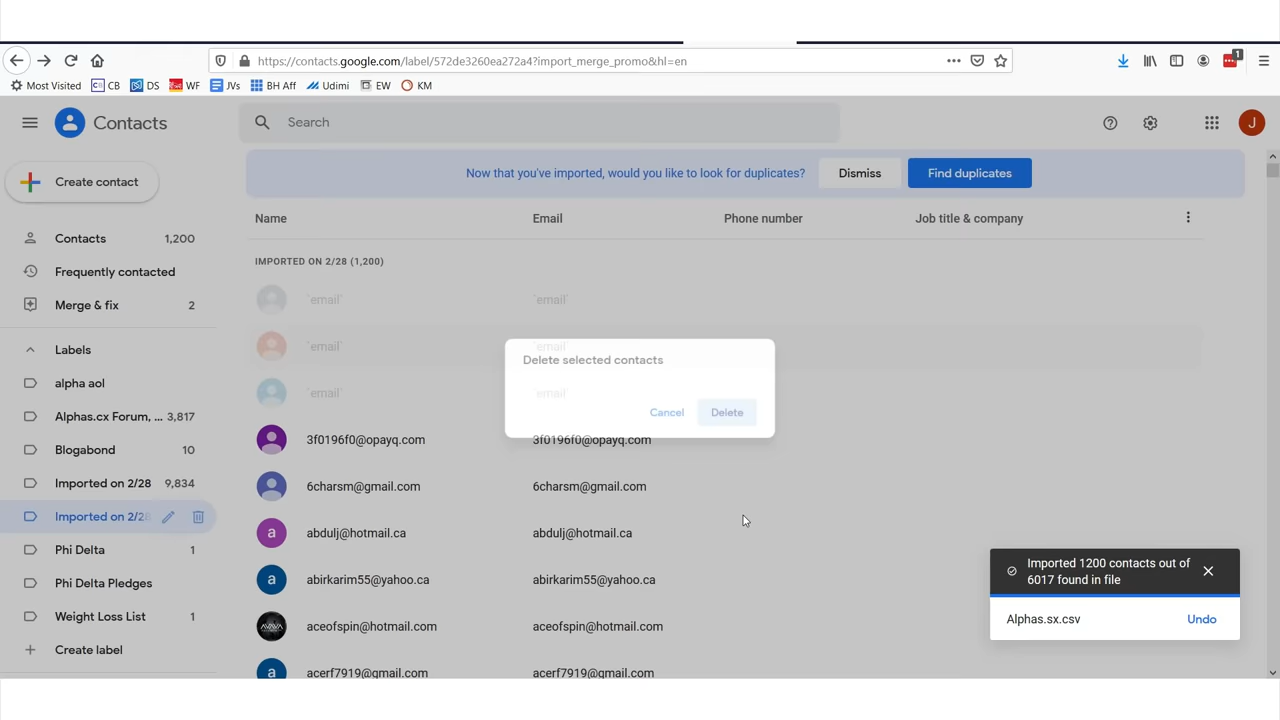 https://contacts.google.com/label/572de3260ea272a4?import_merge_promo&hl=en
1
Most Visited CB DS WF JVs BH Aff Udimi EW KM
Contacts
Search
J
Create contact
Now that you've imported, would you like to look for duplicates? Dismiss Find duplicates
Name Email Phone number Job title & company
Contacts 1,200
Frequently contacted
Merge & fix 2
Labels
alpha aol
Alphas.cx Forum, ... 3,817
Blogabond 10
Imported on 2/28 9,834
Imported on 2/28
Phi Delta 1
Phi Delta Pledges
Weight Loss List 1
Create label
IMPORTED ON 2/28 (1,200)
`email` `email`
`email` email
`email` email
3f0196f0@opayq.com 3f0196f0@opayq.com
6charsm@gmail.com 6charsm@gmail.com
a abdulj@hotmail.ca abdulj@hotmail.ca
a abirkarim55@yahoo.ca abirkarim55@yahoo.ca
aceofspin@hotmail.com aceofspin@hotmail.com
a acerf7919@gmail.com acerf7919@gmail.com
Delete selected contacts
Cancel Delete
Imported 1200 contacts out of
6017 found in file
Alphas.sx.csv Undo